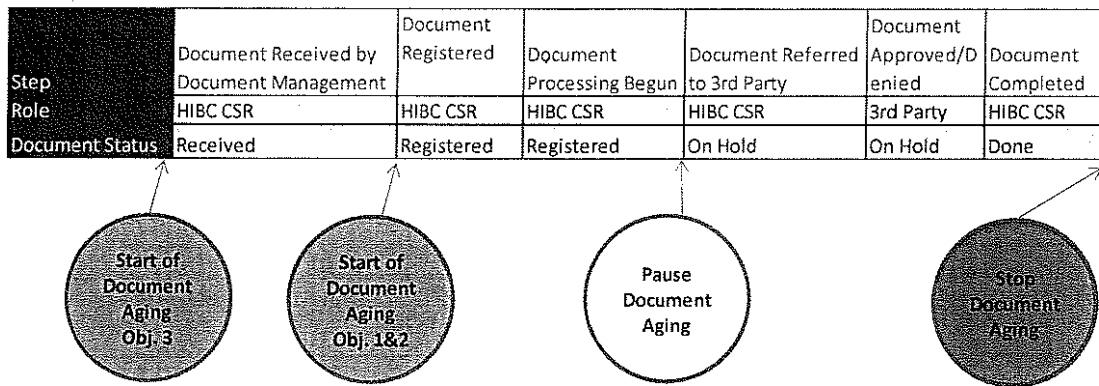 Document
Document Received by Registered Document Document Referred Approved/D Document
Step Document Management Processing Begun to 3rd Party enied Completed
Role HIBC CSR HIBC CSR HIBC CSR HIBC CSR 3rd Party HIBC CSR
Document Status Received Registered Registered On Hold On Hold Done
Start of
Document
Aging
Obj. 3
Start of
Document
Aging
Obj. 1&2
Pause
Document
Aging
Stop
Document
Aging